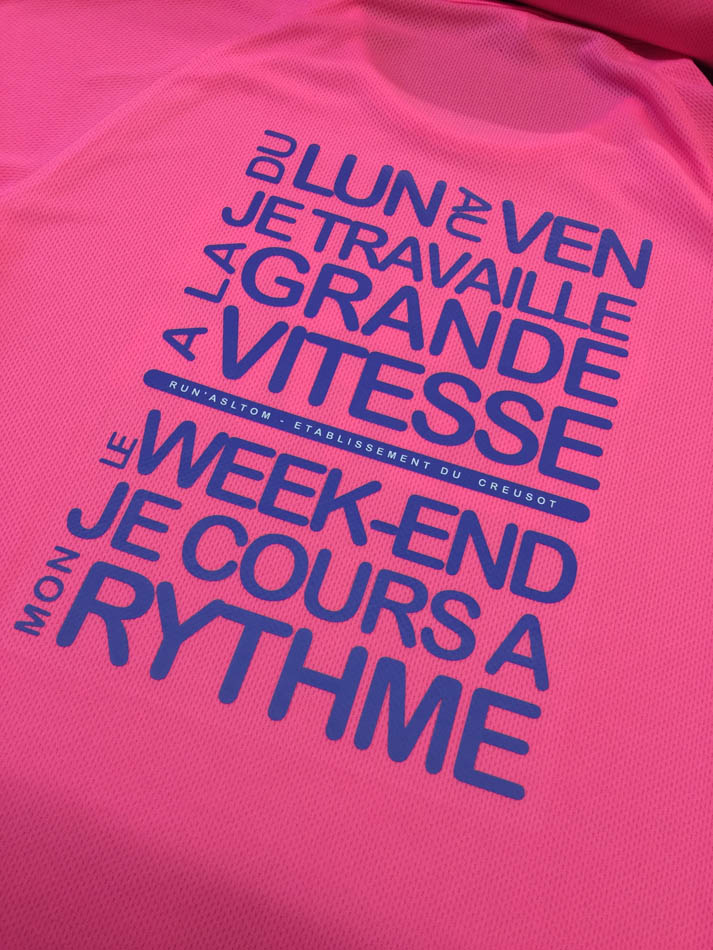 DU LUN AU VEN
JE TRAVAILLE
A LA GRANDE
VITESSE
RUN'ASLTOM - ETABLISSEMENT DU CREUSOT
LE WEEK-END
JE COURS A
MON RYTHME